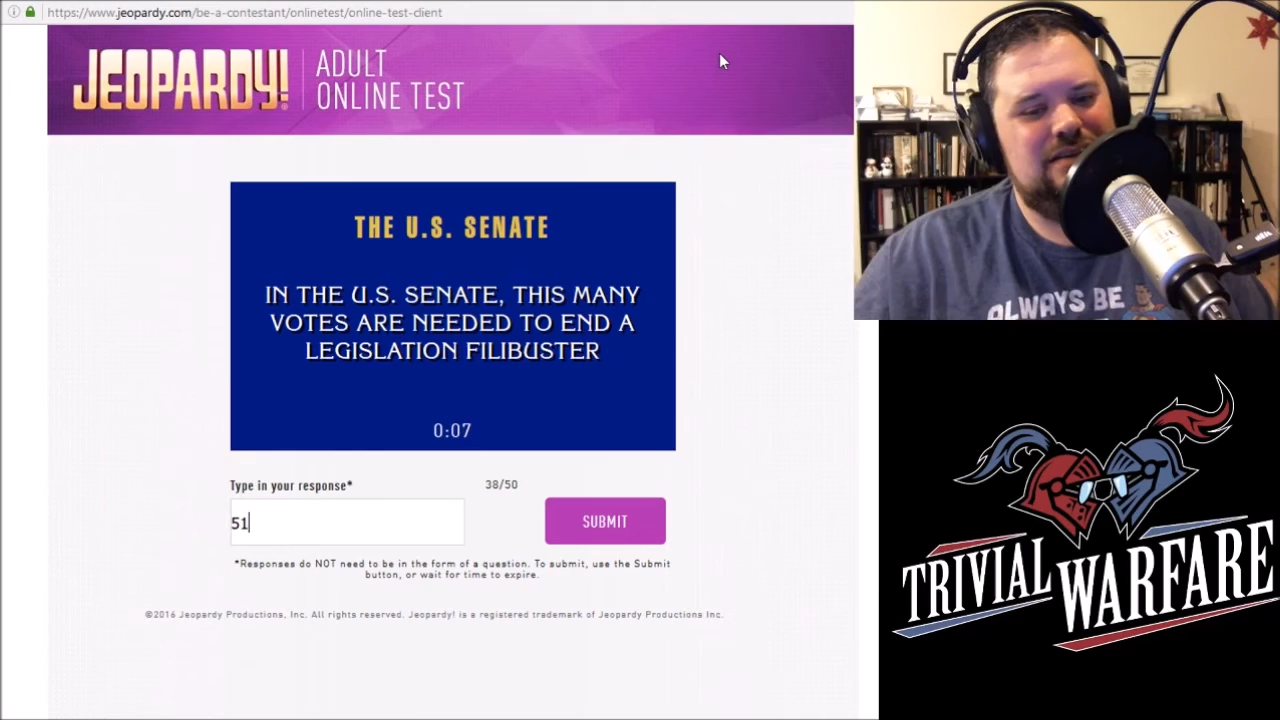 https://www.jeopardy.com/be-a-contestant/onlinetest/online-test-client
JEOPARDY!
ADULT
ONLINE TEST
THE U.S. SENATE
IN THE U.S. SENATE, THIS MANY
VOTES ARE NEEDED TO END A
LEGISLATION FILIBUSTER
0:07
Type in your response*
38/50
51
SUBMIT
*Responses do NOT need to be in the form of a question. To submit, use the Submit
button, or wait for time to expire.
©2016 Jeopardy Productions, Inc. All rights reserved. Jeopardy! is a registered trademark of Jeopardy Productions Inc.
ALWAYS BE
TRIVIAL
WARFARE